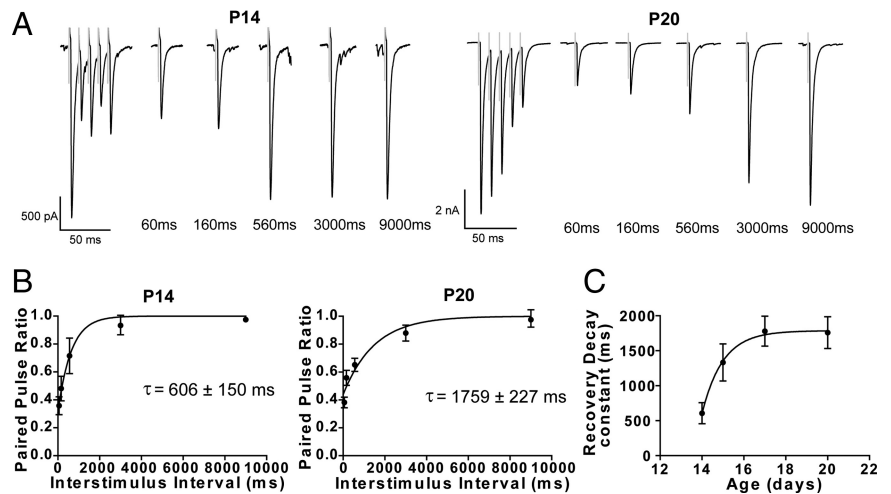 A
P14
P20
500 pA
50 ms
60ms
160ms
560ms
3000ms
9000ms
2 nA
50 ms
60ms
160ms
560ms
3000ms
9000ms
B
P14
Paired Pulse Ratio
1.0
0.8
0.6
0.4
0.2
0.0
τ = 606 ± 150 ms
0
2000
4000
6000
8000
10000
Interstimulus Interval (ms)
P20
Paired Pulse Ratio
1.0
0.8
0.6
0.4
0.2
0.0
τ = 1759 ± 227 ms
0
2000
4000
6000
8000
10000
Interstimulus Interval (ms)
C
Recovery Decay
constant (ms)
2000
1500
1000
500
0
12
14
16
18
20
22
Age (days)